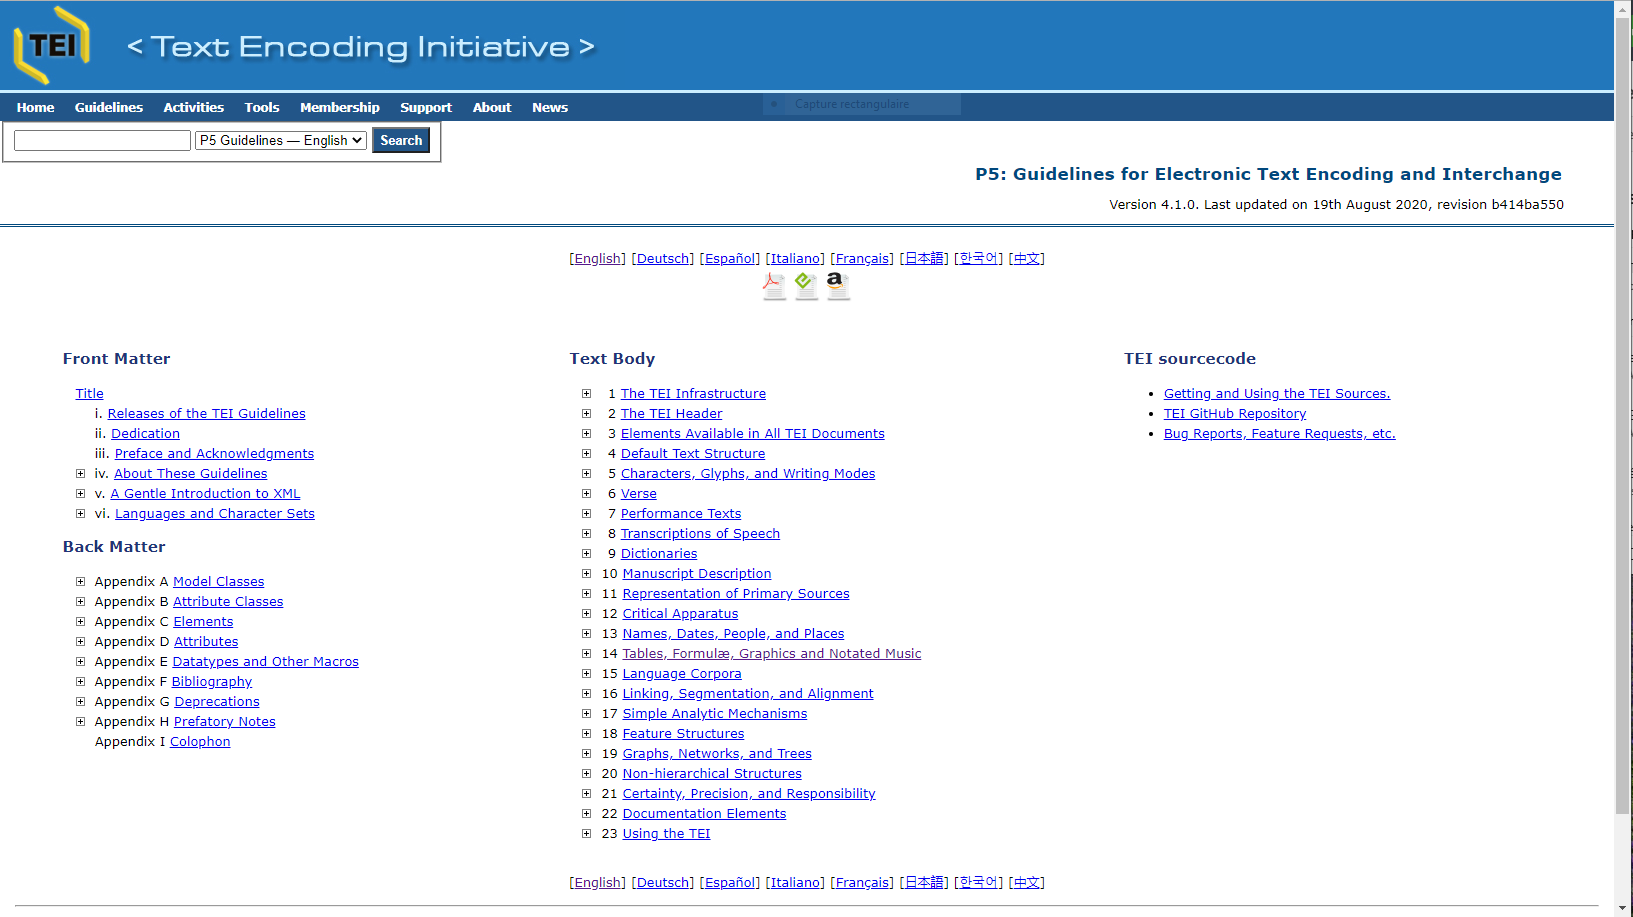 TEI < Text Encoding Initiative >
Home Guidelines Activities Tools Membership Support About News
Capture rectangulaire
P5 Guidelines — English Search
P5: Guidelines for Electronic Text Encoding and Interchange
Version 4.1.0. Last updated on 19th August 2020, revision b414ba550
[English] [Deutsch] [Español] [Italiano] [Français] [日本語] [한국어] [中文]
Front Matter
Title
i. Releases of the TEI Guidelines
ii. Dedication
iii. Preface and Acknowledgments
iv. About These Guidelines
v. A Gentle Introduction to XML
vi. Languages and Character Sets
Back Matter
Appendix A Model Classes
Appendix B Attribute Classes
Appendix C Elements
Appendix D Attributes
Appendix E Datatypes and Other Macros
Appendix F Bibliography
Appendix G Deprecations
Appendix H Prefatory Notes
Appendix I Colophon
Text Body
1 The TEI Infrastructure
2 The TEI Header
3 Elements Available in All TEI Documents
4 Default Text Structure
5 Characters, Glyphs, and Writing Modes
6 Verse
7 Performance Texts
8 Transcriptions of Speech
9 Dictionaries
10 Manuscript Description
11 Representation of Primary Sources
12 Critical Apparatus
13 Names, Dates, People, and Places
14 Tables, Formulæ, Graphics and Notated Music
15 Language Corpora
16 Linking, Segmentation, and Alignment
17 Simple Analytic Mechanisms
18 Feature Structures
19 Graphs, Networks, and Trees
20 Non-hierarchical Structures
21 Certainty, Precision, and Responsibility
22 Documentation Elements
23 Using the TEI
TEI sourcecode
• Getting and Using the TEI Sources.
• TEI GitHub Repository
• Bug Reports, Feature Requests, etc.
[English] [Deutsch] [Español] [Italiano] [Français] [日本語] [한국어] [中文]